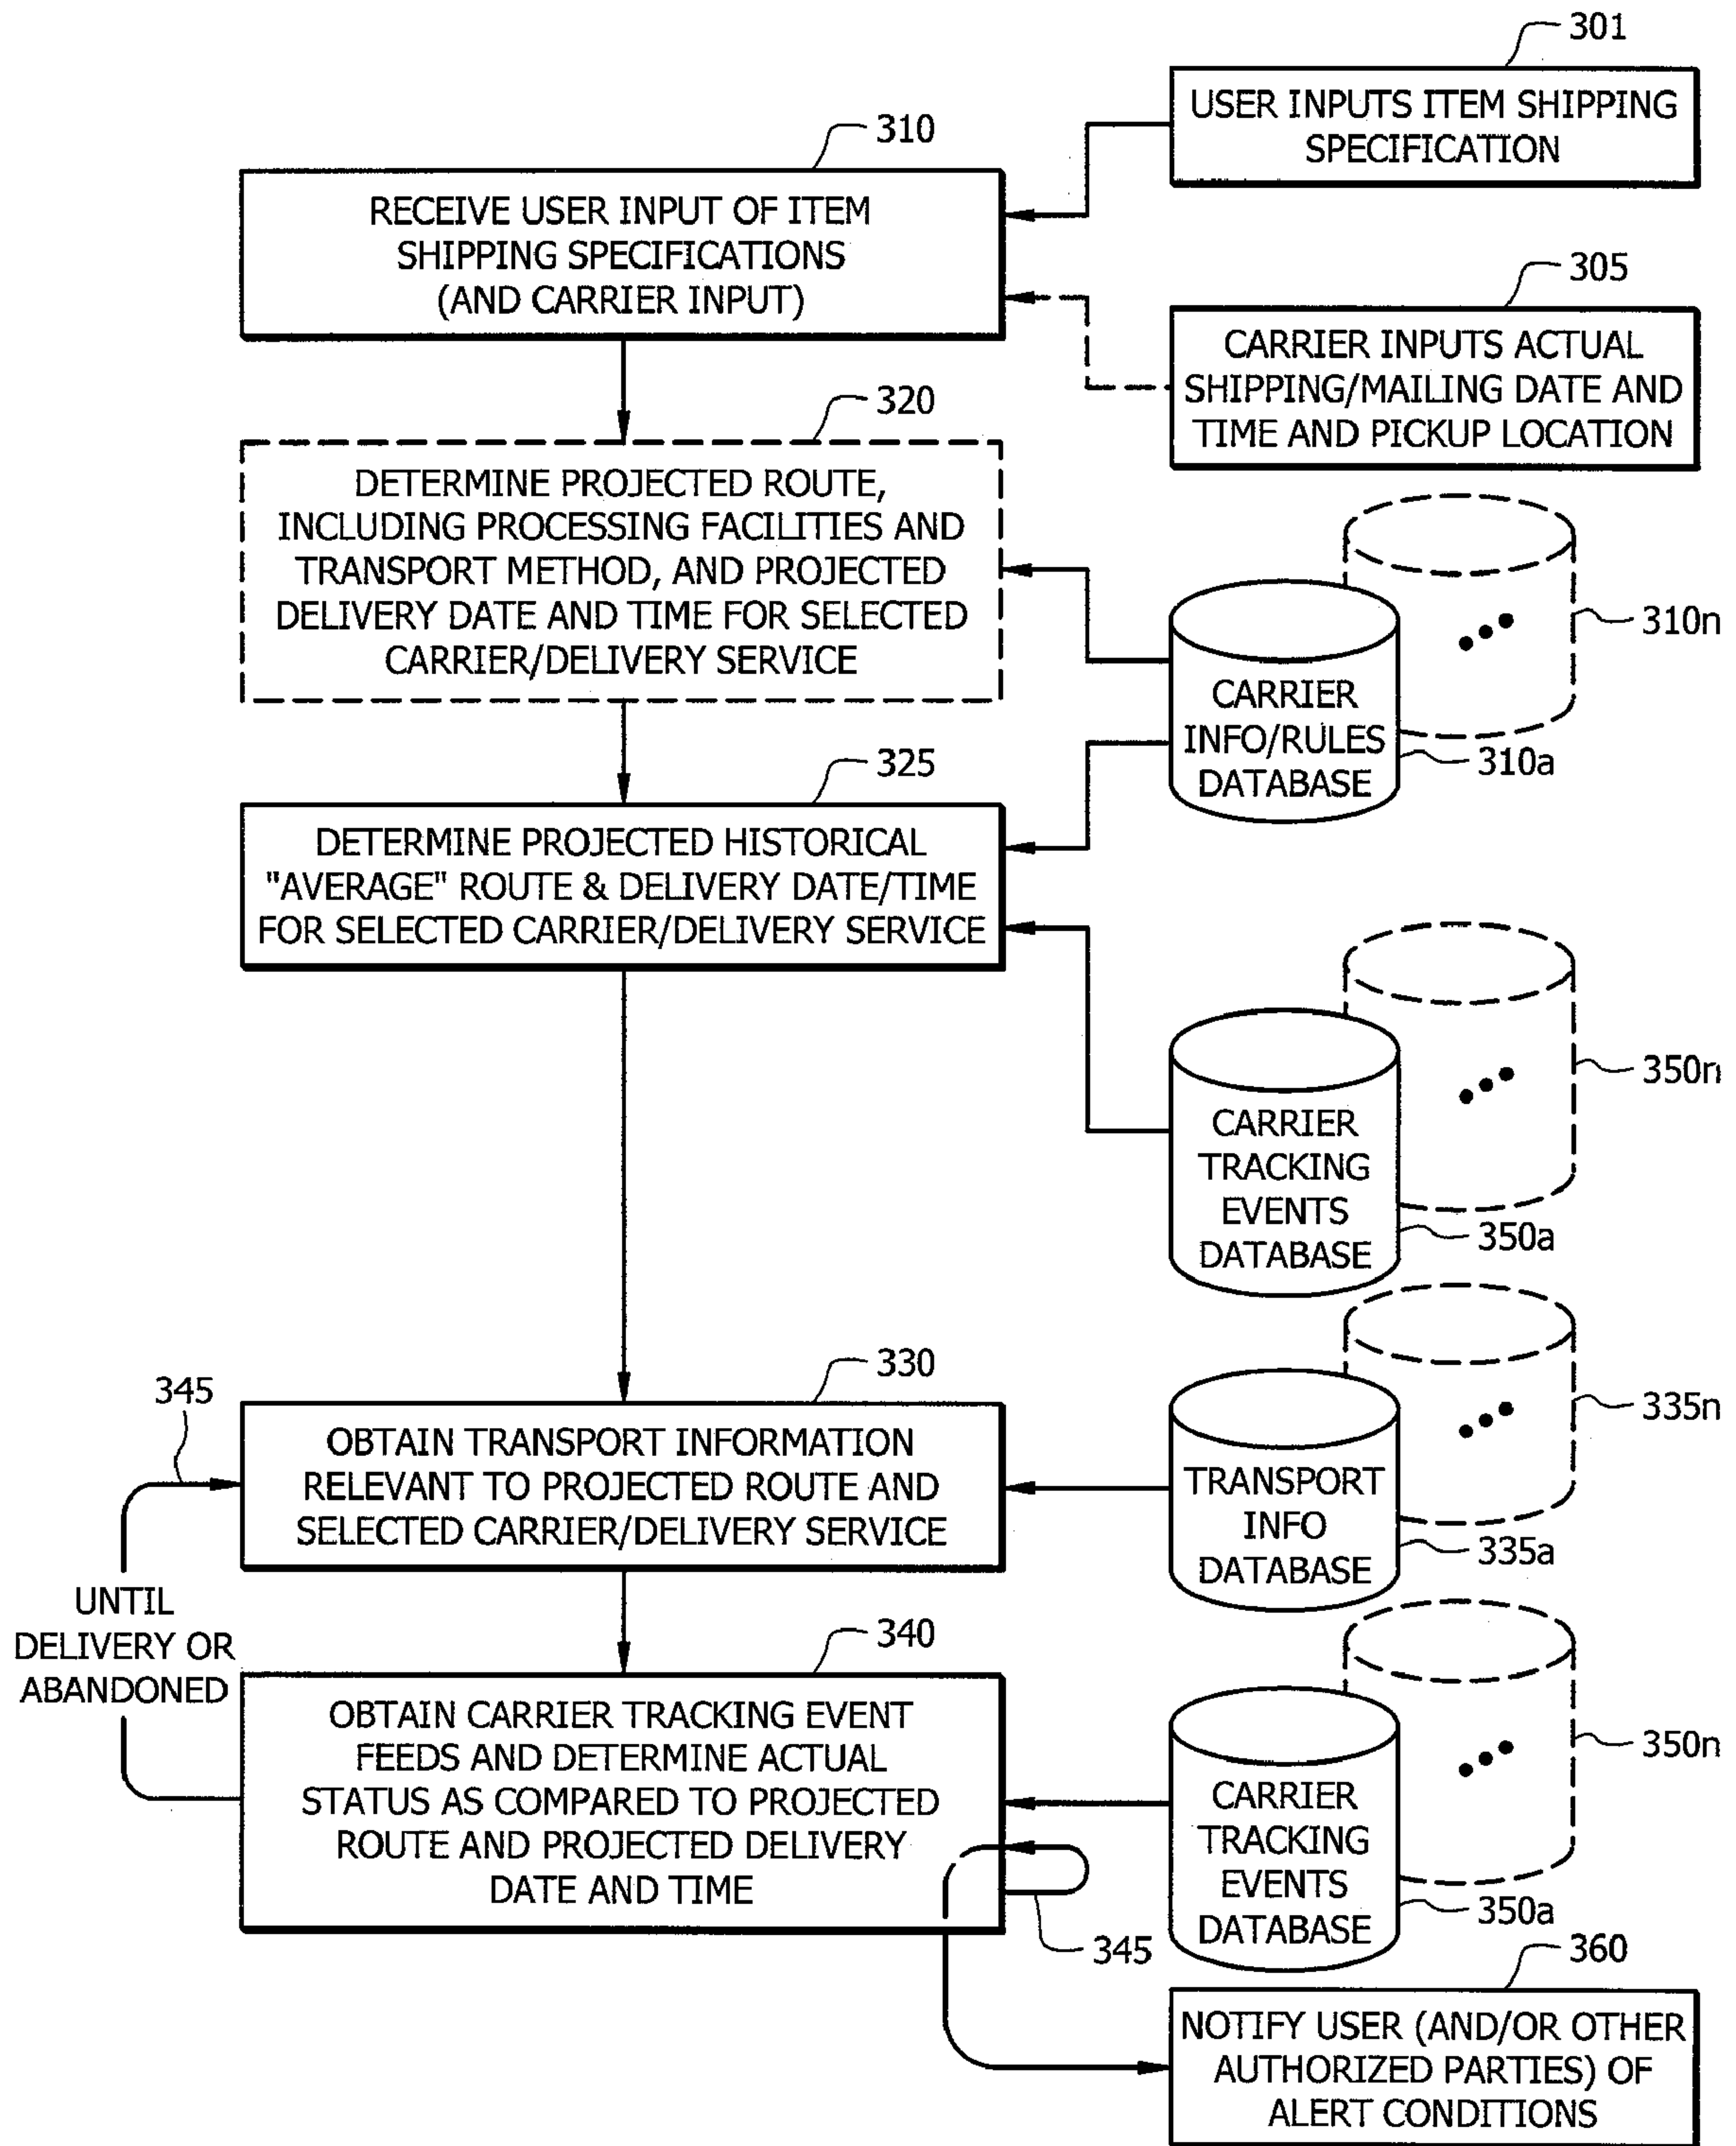 301
USER INPUTS ITEM SHIPPING
SPECIFICATION
310
RECEIVE USER INPUT OF ITEM
SHIPPING SPECIFICATIONS
(AND CARRIER INPUT)
305
CARRIER INPUTS ACTUAL
SHIPPING/MAILING DATE AND
TIME AND PICKUP LOCATION
320
DETERMINE PROJECTED ROUTE,
INCLUDING PROCESSING FACILITIES AND
TRANSPORT METHOD, AND PROJECTED
DELIVERY DATE AND TIME FOR SELECTED
CARRIER/DELIVERY SERVICE
310n
CARRIER
INFO/RULES
DATABASE
310a
325
DETERMINE PROJECTED HISTORICAL
"AVERAGE" ROUTE & DELIVERY DATE/TIME
FOR SELECTED CARRIER/DELIVERY SERVICE
350n
CARRIER
TRACKING
EVENTS
DATABASE
350a
330
345
OBTAIN TRANSPORT INFORMATION
RELEVANT TO PROJECTED ROUTE AND
SELECTED CARRIER/DELIVERY SERVICE
335n
TRANSPORT
INFO
DATABASE
335a
UNTIL
DELIVERY OR
ABANDONED
340
OBTAIN CARRIER TRACKING EVENT
FEEDS AND DETERMINE ACTUAL
STATUS AS COMPARED TO PROJECTED
ROUTE AND PROJECTED DELIVERY
DATE AND TIME
350n
CARRIER
TRACKING
EVENTS
DATABASE
350a
345
360
NOTIFY USER (AND/OR OTHER
AUTHORIZED PARTIES) OF
ALERT CONDITIONS